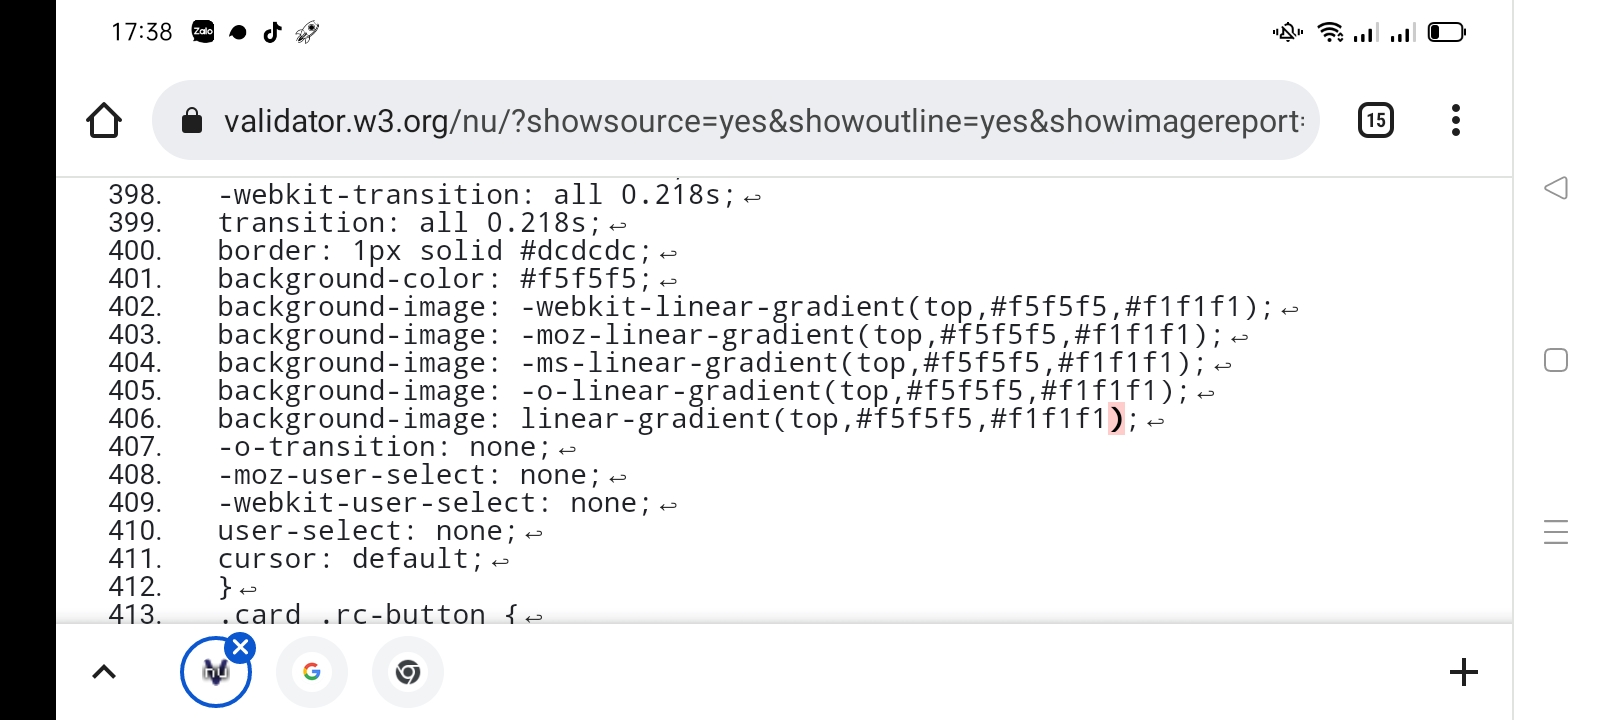 17:38
Zalo
validator.w3.org/nu/?showsource=yes&showoutline=yes&showimagereport=
15
398. -webkit-transition: all 0.218s;↩
399. transition: all 0.218s;↩
400. border: 1px solid #dcdcdc;↩
401. background-color: #f5f5f5;↩
402. background-image: -webkit-linear-gradient(top,#f5f5f5,#f1f1f1);↩
403. background-image: -moz-linear-gradient(top,#f5f5f5,#f1f1f1);↩
404. background-image: -ms-linear-gradient(top,#f5f5f5,#f1f1f1);↩
405. background-image: -o-linear-gradient(top,#f5f5f5,#f1f1f1);↩
406. background-image: linear-gradient(top,#f5f5f5,#f1f1f1);↩
407. -o-transition: none;↩
408. -moz-user-select: none;↩
409. -webkit-user-select: none;↩
410. user-select: none;↩
411. cursor: default;↩
412. }↩
413. .card .rc-button {↩
nu